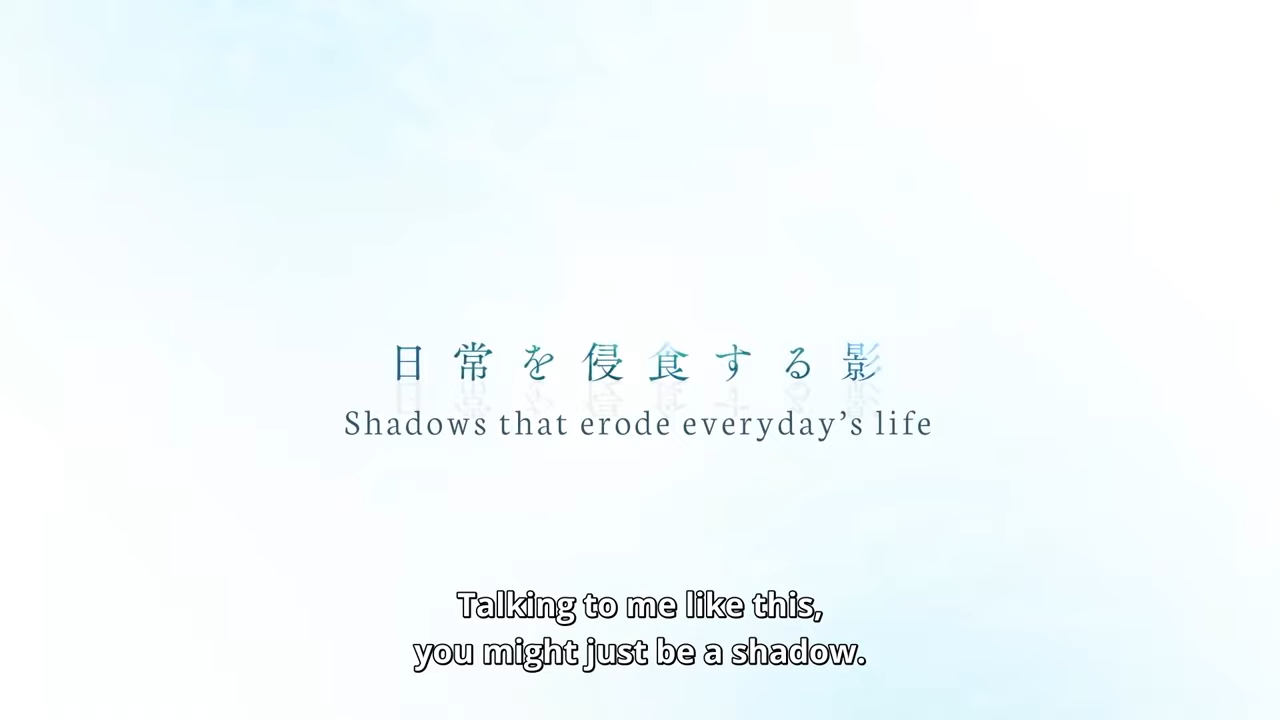 日常を侵食する影
Shadows that erode everyday’s life
Talking to me like this,
you might just be a shadow.